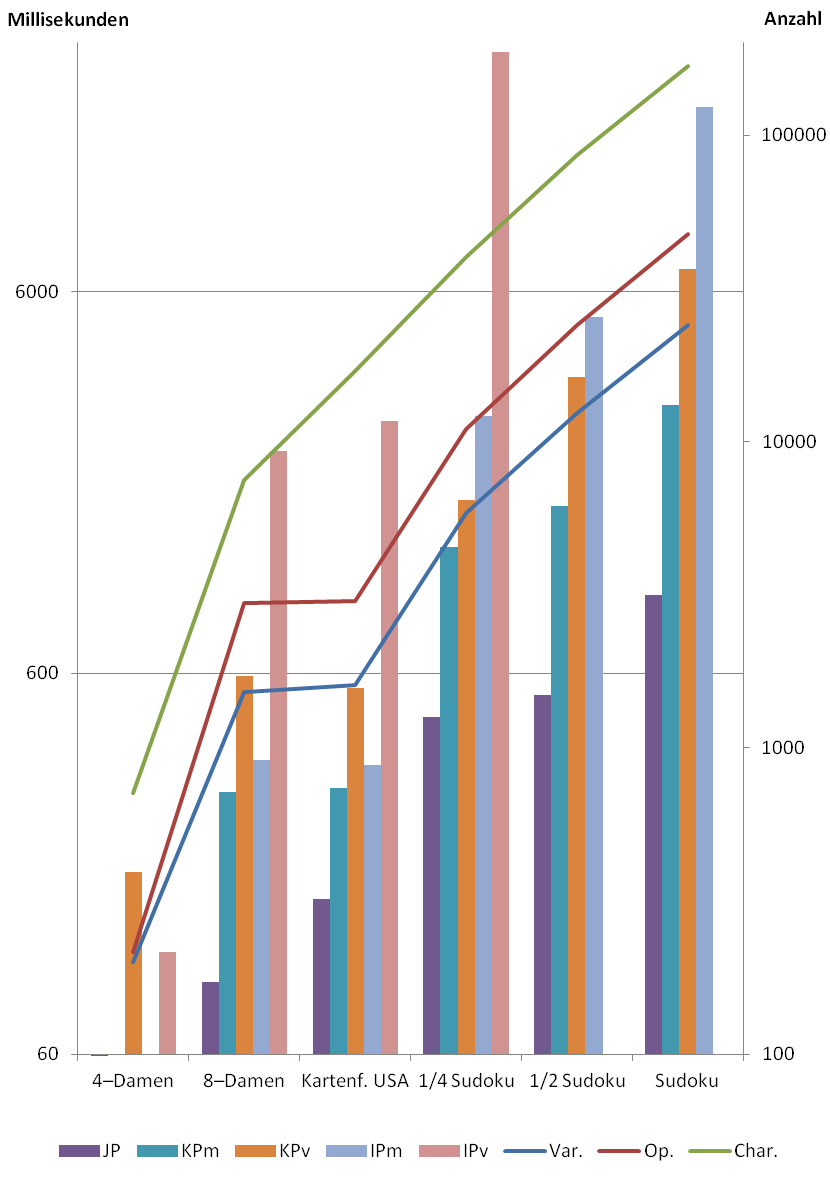 Millisekunden Anzahl
100000
6000
10000
600
1000
60 100
4–Damen 8–Damen Kartenf. USA 1/4 Sudoku 1/2 Sudoku Sudoku
JP KPm KPv IPm IPv Var. Op. Char.